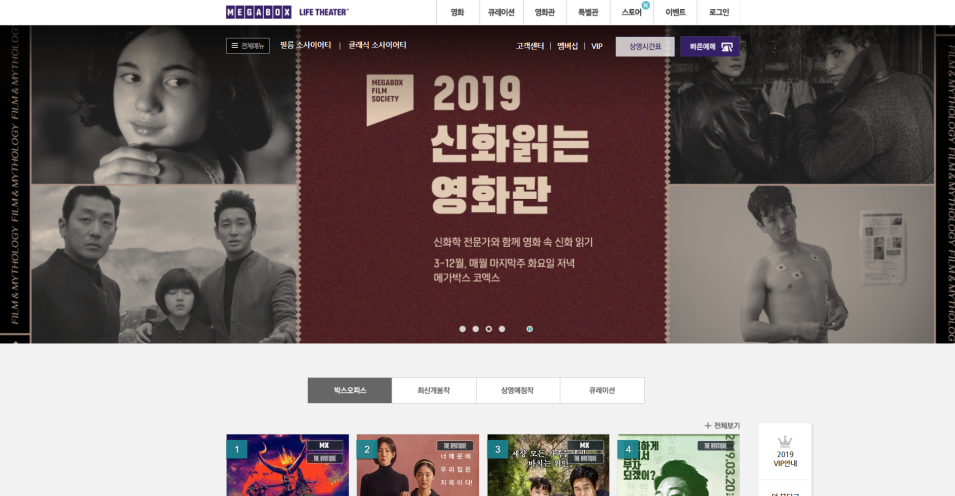 MEGABOX LIFE THEATER
영화
큐레이션
영화관
특별관
스토어
N
이벤트
로그인
전체메뉴
필름 소사이어티 | 클래식 소사이어티
고객센터 | 멤버십 | VIP
상영시간표
빠른예매
FILM & MYTHOLOGY FILM & MYTHOLOGY FILM & MYTHOLOGY
MEGABOX
FILM
SOCIETY
2019
신화읽는
영화관
신화학 전문가와 함께 영화 속 신화 읽기
3-12월, 매월 마지막주 화요일 저녁
메가박스 코엑스
FILM & MYTHOLOGY FILM & MYTHOLOGY
박스오피스
최신개봉작
상영예정작
큐레이션
+ 전체보기
1
MX
THE BOUTIQUE
2
THE BOUTIQUE
너 때 문 에
우 리 집 은
지 옥 이 다!
3
MX
THE BOUTIQUE
세상 모든
4
THE BOUTIQUE
부자
되겠어?
2019.03.20
2019
VIP안내